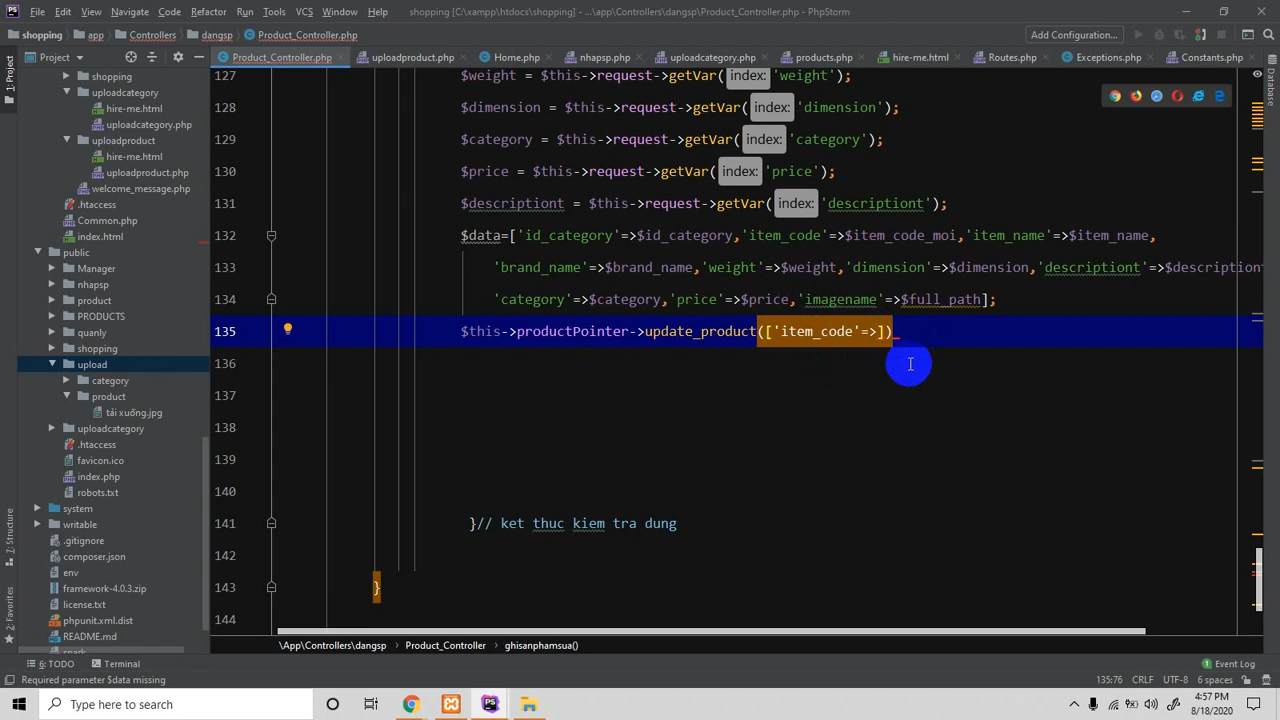 File Edit View Navigate Code Refactor Run Tools VCS Window Help shopping [C:\xampp\htdocs\shopping] - ...\app\Controllers\dangsp\Product_Controller.php - PhpStorm
shopping app Controllers dangsp Product_Controller.php Add Configuration...
Project Product_Controller.php uploadproduct.php Home.php nhapsp.php uploadcategory.php products.php hire-me.html Routes.php Exceptions.php Constants.php
1: Project
Database
7: Structure
2: Favorites
shopping
uploadcategory
hire-me.html
uploadcategory.php
uploadproduct
hire-me.html
uploadproduct.php
welcome_message.php
.htaccess
Common.php
index.html
public
Manager
nhapsp
product
PRODUCTS
quanly
shopping
upload
category
product
tải xuống.jpg
uploadcategory
.htaccess
favicon.ico
index.php
robots.txt
system
writable
.gitignore
composer.json
env
framework-4.0.3.zip
license.txt
phpunit.xml.dist
README.md
spark
127 $weight = $this->request->getVar( index: 'weight');
128 $dimension = $this->request->getVar( index: 'dimension');
129 $category = $this->request->getVar( index: 'category');
130 $price = $this->request->getVar( index: 'price');
131 $descriptiont = $this->request->getVar( index: 'descriptiont');
132 $data=['id_category'=>$id_category,'item_code'=>$item_code_moi,'item_name'=>$item_name,
133 'brand_name'=>$brand_name,'weight'=>$weight,'dimension'=>$dimension,'descriptiont'=>$description
134 'category'=>$category,'price'=>$price,'imagename'=>$full_path];
135 $this->productPointer->update_product(['item_code'=>])
136
137
138
139
140
141 }// ket thuc kiem tra dung
142
143 }
144
\App\Controllers\dangsp Product_Controller ghisanphamsua()
6: TODO Terminal Event Log
Required parameter $data missing 135:76 CRLF UTF-8 6 spaces
Type here to search 4:57 PM
8/18/2020